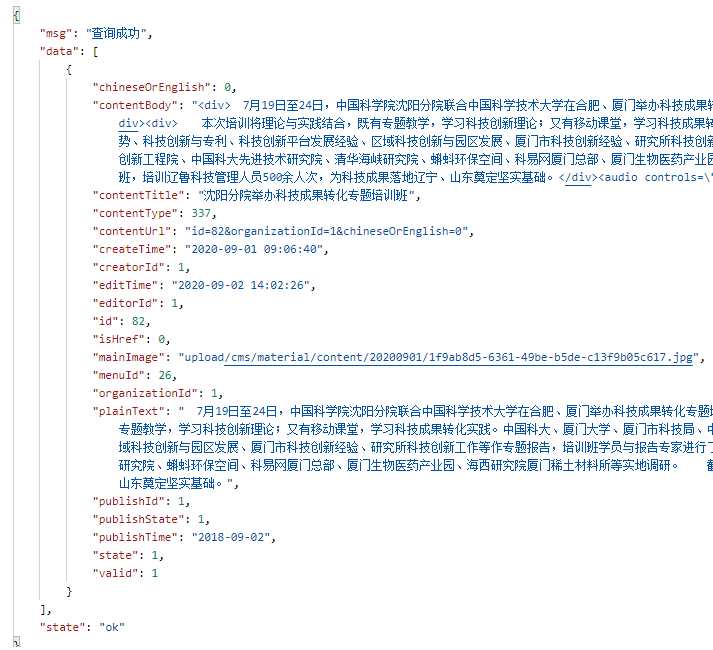 {
"msg": "查询成功",
"data": [
{
"chineseOrEnglish": 0,
"contentBody": "<div>  7月19日至24日，中国科学院沈阳分院联合中国科学技术大学在合肥、厦门举办科技成果转
div><div>   本次培训将理论与实践结合，既有专题教学，学习科技创新理论；又有移动课堂，学习科技成果转
势、科技创新与专利、科技创新平台发展经验、区域科技创新与园区发展、厦门市科技创新经验、研究所科技创新
创新工程院、中国科大先进技术研究院、清华海峡研究院、蝌蚪环保空间、科易网厦门总部、厦门生物医药产业园
班，培训辽鲁科技管理人员500余人次，为科技成果落地辽宁、山东奠定坚实基础。</div><audio controls=\"
"contentTitle": "沈阳分院举办科技成果转化专题培训班",
"contentType": 337,
"contentUrl": "id=82&organizationId=1&chineseOrEnglish=0",
"createTime": "2020-09-01 09:06:40",
"creatorId": 1,
"editTime": "2020-09-02 14:02:26",
"editorId": 1,
"id": 82,
"isHref": 0,
"mainImage": "upload/cms/material/content/20200901/1f9ab8d5-6361-49be-b5de-c13f9b05c617.jpg",
"menuId": 26,
"organizationId": 1,
"plainText": "  7月19日至24日，中国科学院沈阳分院联合中国科学技术大学在合肥、厦门举办科技成果转化专题
专题教学，学习科技创新理论；又有移动课堂，学习科技成果转化实践。中国科大、厦门大学、厦门市科技局、中
域科技创新与园区发展、厦门市科技创新经验、研究所科技创新工作等作专题报告，培训班学员与报告专家进行了
研究院、蝌蚪环保空间、科易网厦门总部、厦门生物医药产业园、海西研究院厦门稀土材料所等实地调研。   截
山东奠定坚实基础。",
"publishId": 1,
"publishState": 1,
"publishTime": "2018-09-02",
"state": 1,
"valid": 1
}
],
"state": "ok"
}